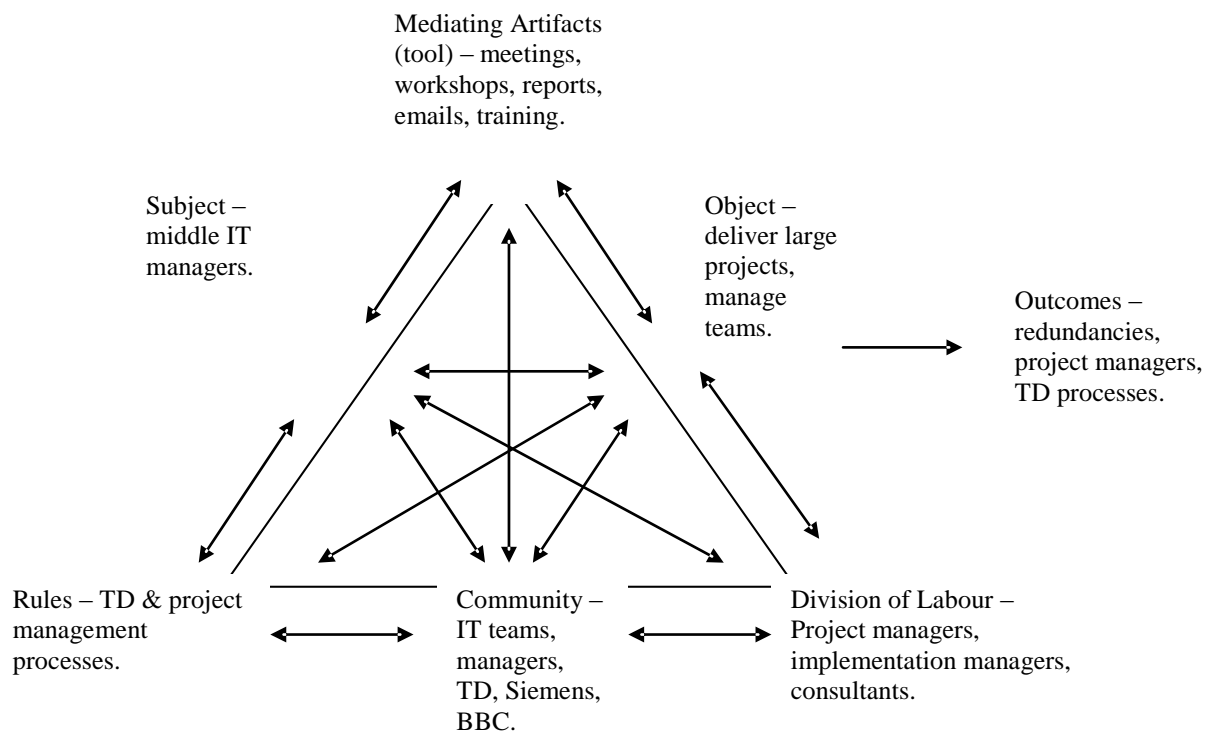 Mediating Artifacts
(tool) – meetings,
workshops, reports,
emails, training.
Subject –
middle IT
managers.
Object –
deliver large
projects,
manage
teams.
Outcomes –
redundancies,
project managers,
TD processes.
Rules – TD & project
management
processes.
Community –
IT teams,
managers,
TD, Siemens,
BBC.
Division of Labour –
Project managers,
implementation managers,
consultants.